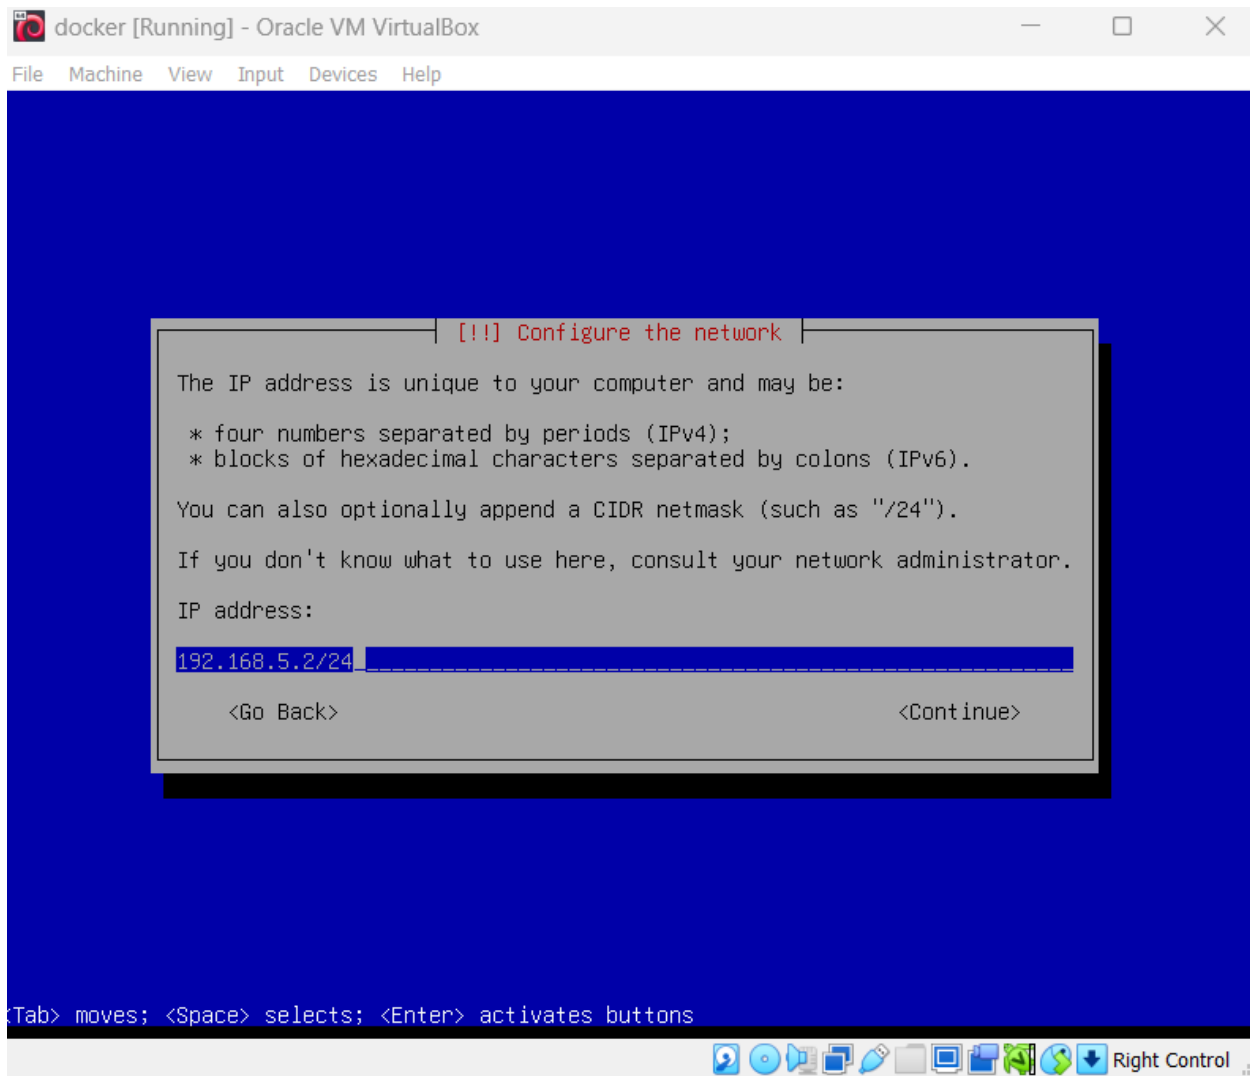 docker [Running] - Oracle VM VirtualBox
File Machine View Input Devices Help
[!!] Configure the network
The IP address is unique to your computer and may be:
* four numbers separated by periods (IPv4);
* blocks of hexadecimal characters separated by colons (IPv6).
You can also optionally append a CIDR netmask (such as "/24").
If you don't know what to use here, consult your network administrator.
IP address:
192.168.5.2/24
<Go Back> <Continue>
<Tab> moves; <Space> selects; <Enter> activates buttons
Right Control